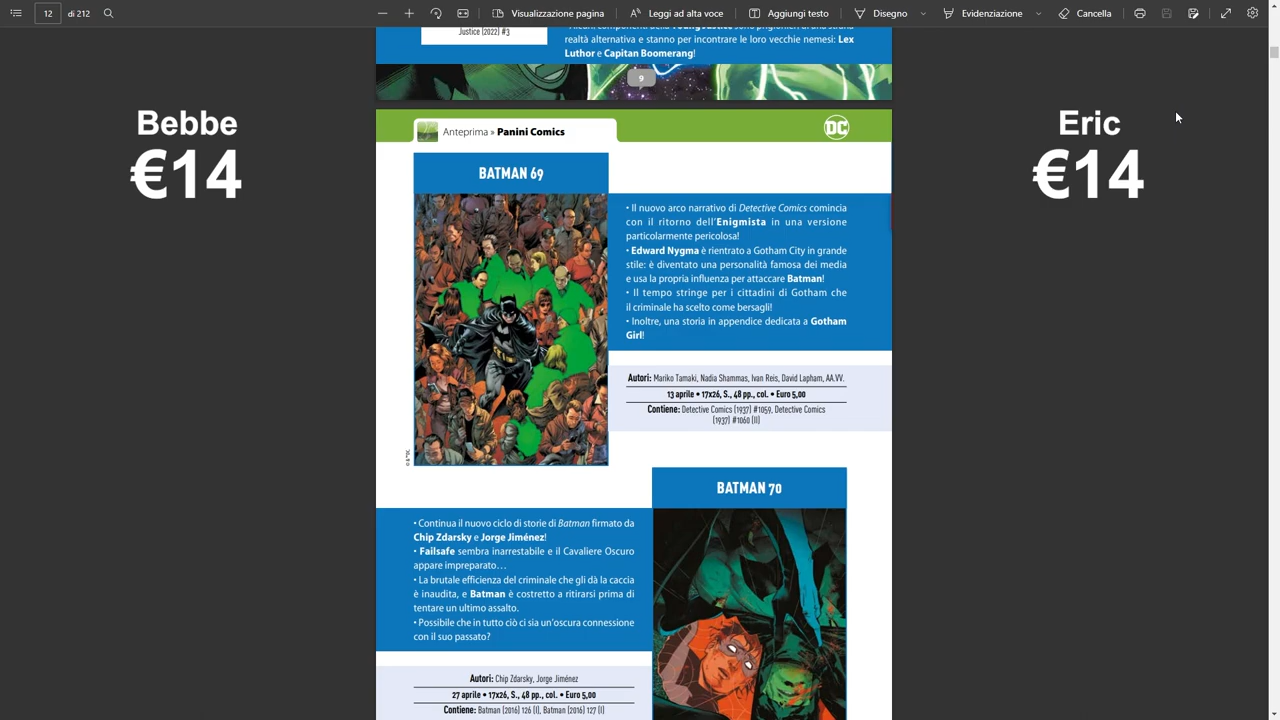 12
di 212
Disegna
Evidenziazione
Cancella
Justice (2022) #3
realtà alternativa e stanno per incontrare le loro vecchie nemesi: Lex
Luthor e Capitan Boomerang!
9
Bebbe
€14
Eric
€14
Anteprima » Panini Comics
DC
BATMAN 69
• Il nuovo arco narrativo di Detective Comics comincia
con il ritorno dell'Enigmista in una versione
particolarmente pericolosa!
• Edward Nygma è rientrato a Gotham City in grande
stile: è diventato una personalità famosa dei media
e usa la propria influenza per attaccare Batman!
• Il tempo stringe per i cittadini di Gotham che
il criminale ha scelto come bersagli!
• Inoltre, una storia in appendice dedicata a Gotham
Girl!
Autori: Mariko Tamaki, Nadia Shammas, Ivan Reis, David Lapham, AA.VV.
13 aprile • 17x26, S., 48 pp., col. • Euro 5,00
Contiene: Detective Comics (1937) #1059, Detective Comics
(1937) #1060 (II)
BATMAN 70
• Continua il nuovo ciclo di storie di Batman firmato da
Chip Zdarsky e Jorge Jiménez!
• Failsafe sembra inarrestabile e il Cavaliere Oscuro
appare impreparato…
• La brutale efficienza del criminale che gli dà la caccia
è inaudita, e Batman è costretto a ritirarsi prima di
tentare un ultimo assalto.
• Possibile che in tutto ciò ci sia un'oscura connessione
con il suo passato?
Autori: Chip Zdarsky, Jorge Jiménez
27 aprile • 17x26, S., 48 pp., col. • Euro 5,00
Contiene: Batman (2016) 126 (I), Batman (2016) 127 (I)